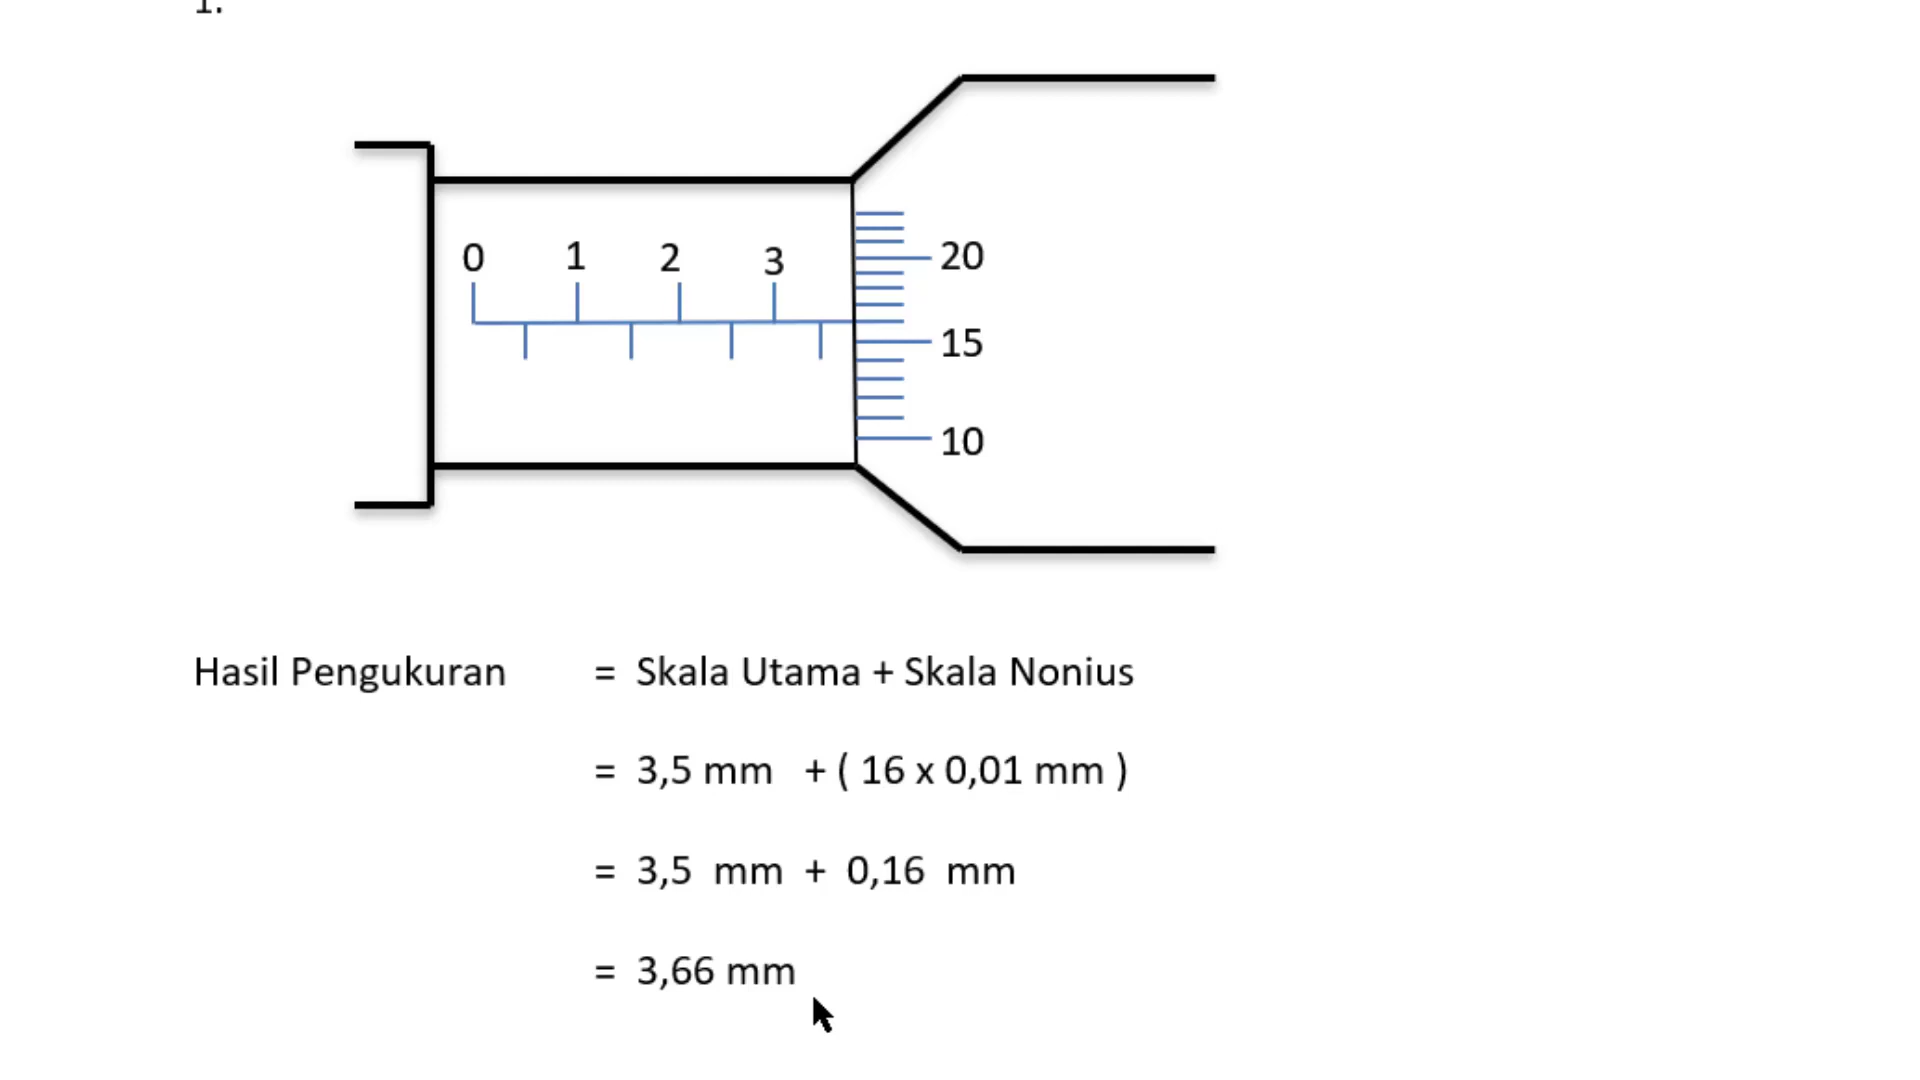 1.
0 1 2 3
20
15
10
Hasil Pengukuran = Skala Utama + Skala Nonius
= 3,5 mm + ( 16 x 0,01 mm )
= 3,5 mm + 0,16 mm
= 3,66 mm